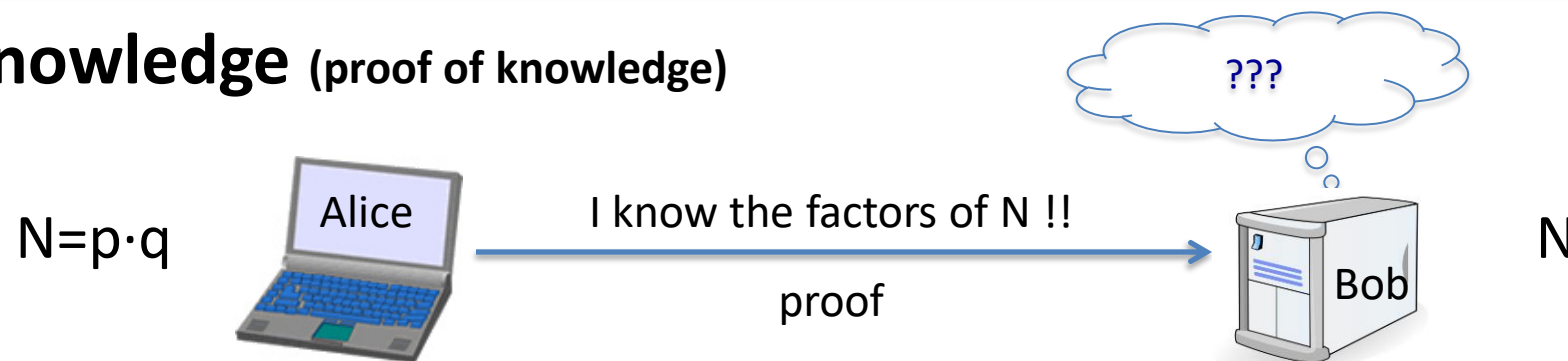 nowledge (proof of knowledge)
???
N=p·q
Alice
I know the factors of N !!
proof
Bob
N